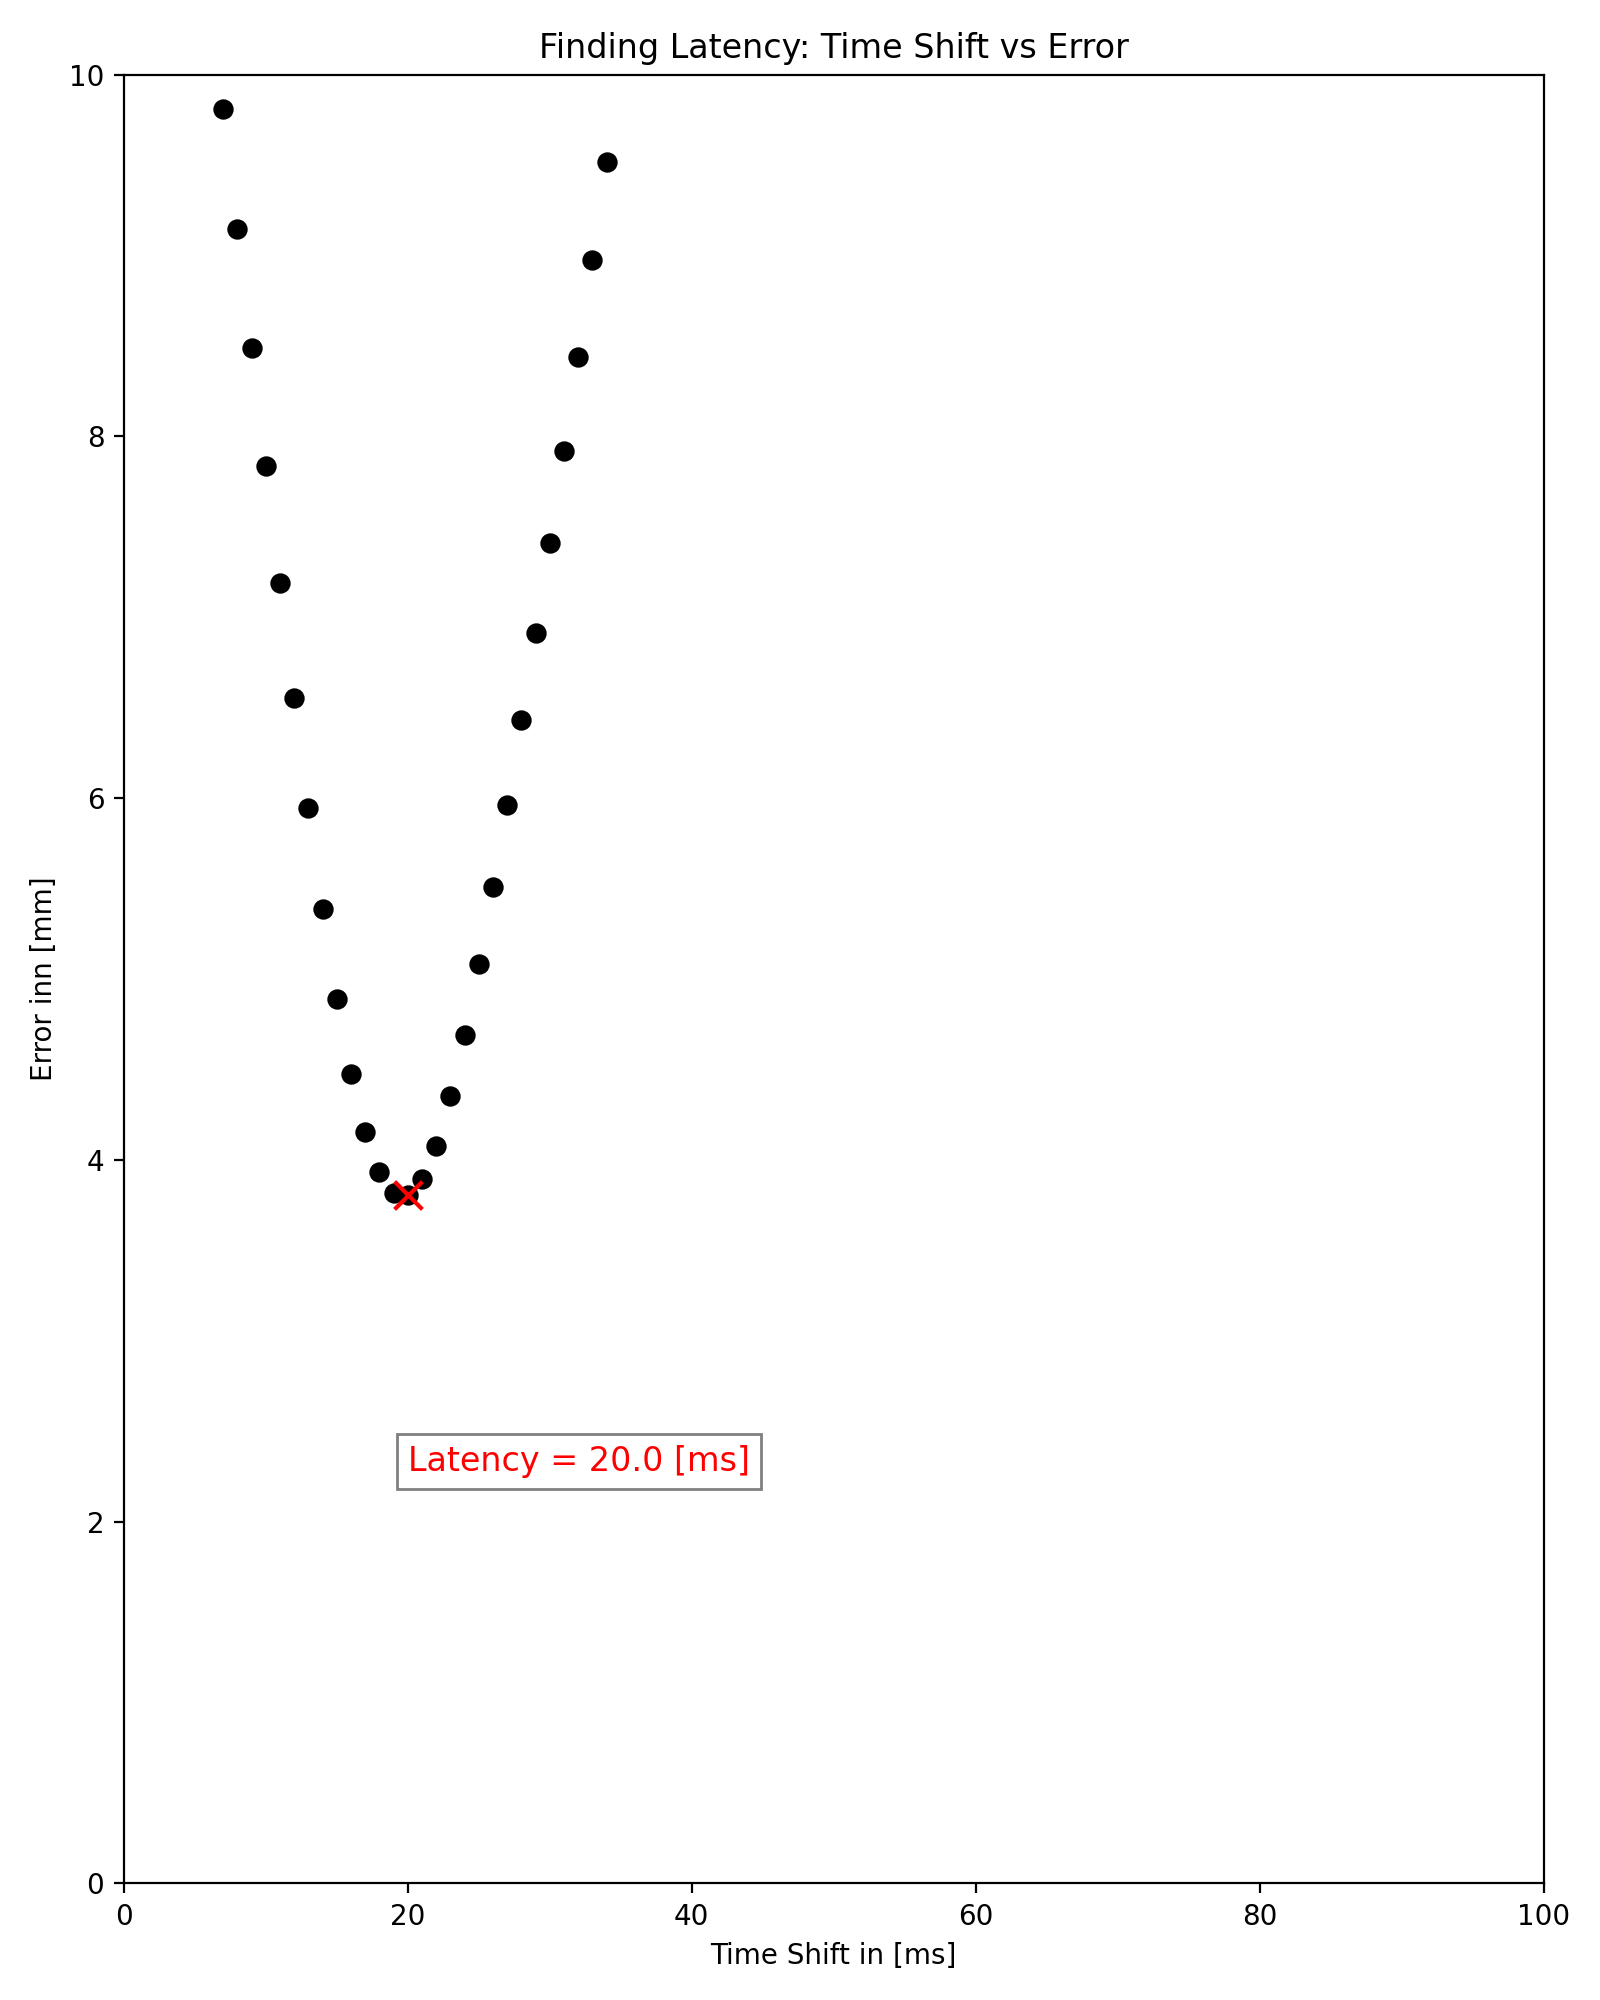 Finding Latency: Time Shift vs Error
10
8
6
4
2
0
Error inn [mm]
Latency = 20.0 [ms]
0 20 40 60 80 100
Time Shift in [ms]